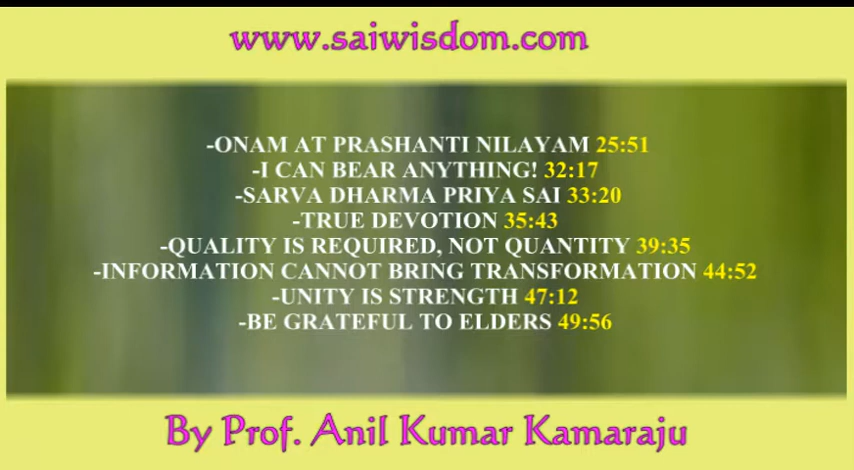 www.saiwisdom.com
-ONAM AT PRASHANTI NILAYAM 25:51
-I CAN BEAR ANYTHING! 32:17
-SARVA DHARMA PRIYA SAI 33:20
-TRUE DEVOTION 35:43
-QUALITY IS REQUIRED, NOT QUANTITY 39:35
-INFORMATION CANNOT BRING TRANSFORMATION 44:52
-UNITY IS STRENGTH 47:12
-BE GRATEFUL TO ELDERS 49:56
By Prof. Anil Kumar Kamaraju